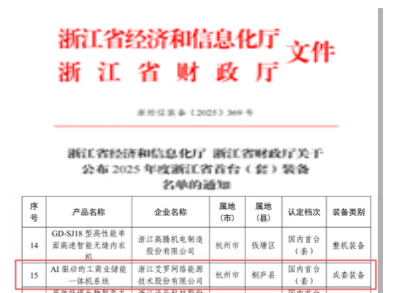 浙江省经济和信息化厅
文件
浙江省财政厅
浙经信装备〔2025〕369号
浙江省经济和信息化厅 浙江省财政厅关于
公布2025年度浙江省首台（套）装备
名单的通知
序号 产品名称 企业名称 属地（市） 属地（县） 认定档次 装备类别
14 GD-SJ18 型高性能单面高速智能无缝内衣机 浙江高腾机电制造股份有限公司 杭州市 钱塘区 国内首台（套） 整机装备
15 AI 驱动的工商业储能一体机系统 浙江艾罗网络能源技术股份有限公司 杭州市 桐庐县 国内首台（套） 成套装备